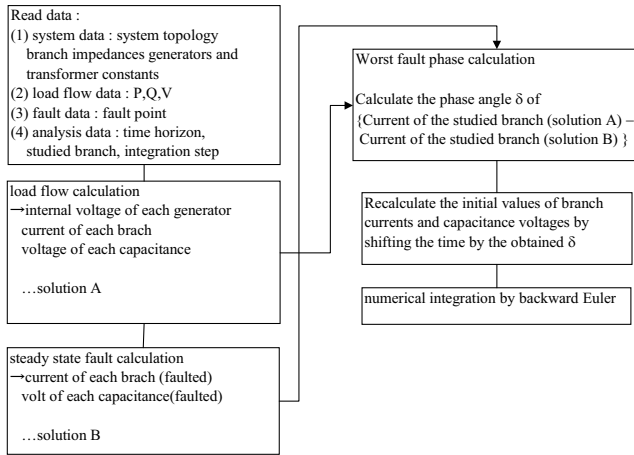 Read data :
(1) system data : system topology
branch impedances generators and
transformer constants
(2) load flow data : P,Q,V
(3) fault data : fault point
(4) analysis data : time horizon,
studied branch, integration step
load flow calculation
→internal voltage of each generator
current of each brach
voltage of each capacitance
…solution A
steady state fault calculation
→current of each brach (faulted)
volt of each capacitance(faulted)
…solution B
Worst fault phase calculation
Calculate the phase angle δ of
{Current of the studied branch (solution A) –
Current of the studied branch (solution B) }
Recalculate the initial values of branch
currents and capacitance voltages by
shifting the time by the obtained δ
numerical integration by backward Euler